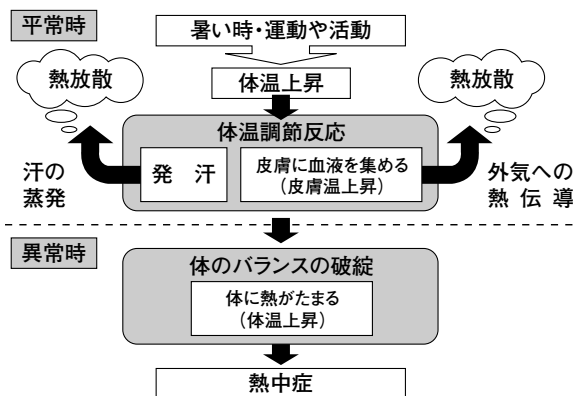 平常時
暑い時・運動や活動
熱放散
体温上昇
熱放散
体温調節反応
汗の
蒸発
発　汗
皮膚に血液を集める
（皮膚温上昇）
外気への
熱 伝 導
異常時
体のバランスの破綻
体に熱がたまる
（体温上昇）
熱中症